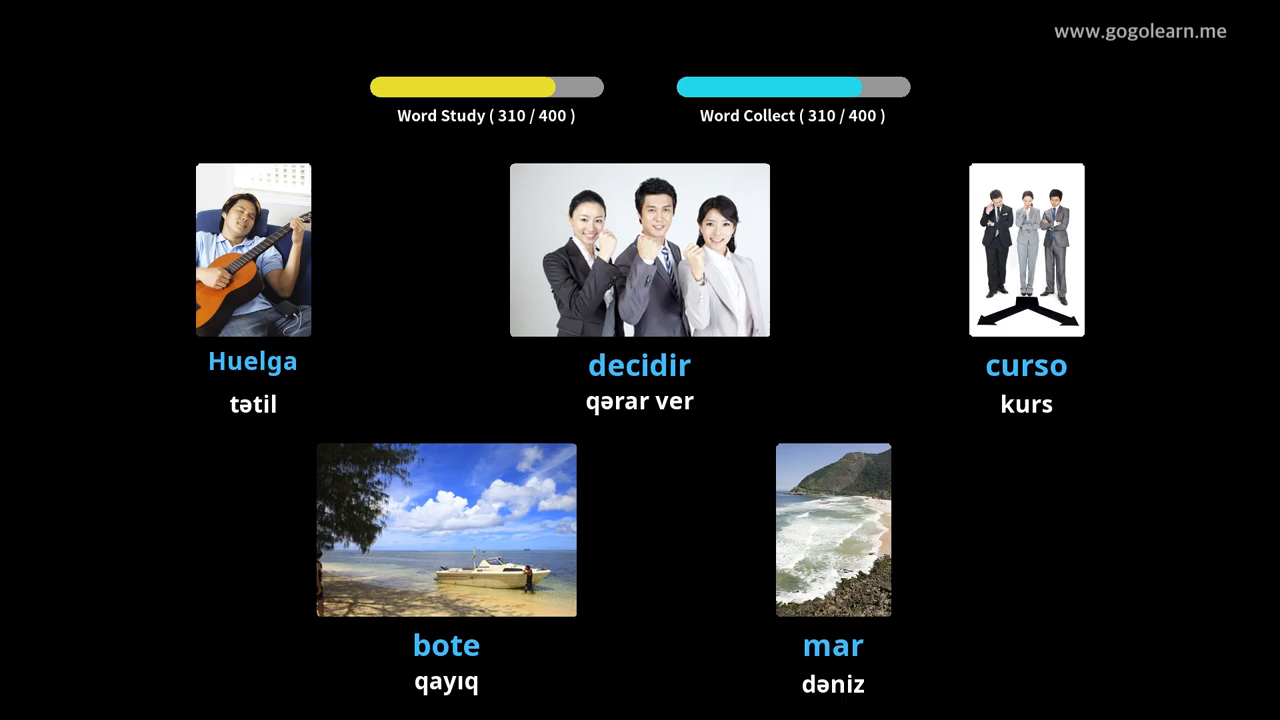 www.gogolearn.me
Word Study ( 310 / 400 )
Word Collect ( 310 / 400 )
Huelga
tətil
decidir
qərar ver
curso
kurs
bote
qayıq
mar
dəniz